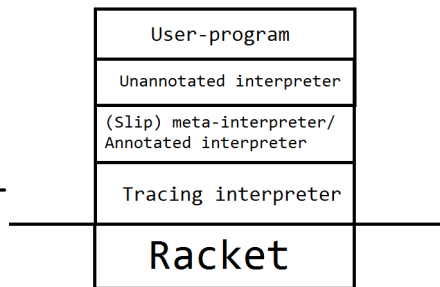 User-program
Unannotated interpreter
(Slip) meta-interpreter/
Annotated interpreter
Tracing interpreter
Racket